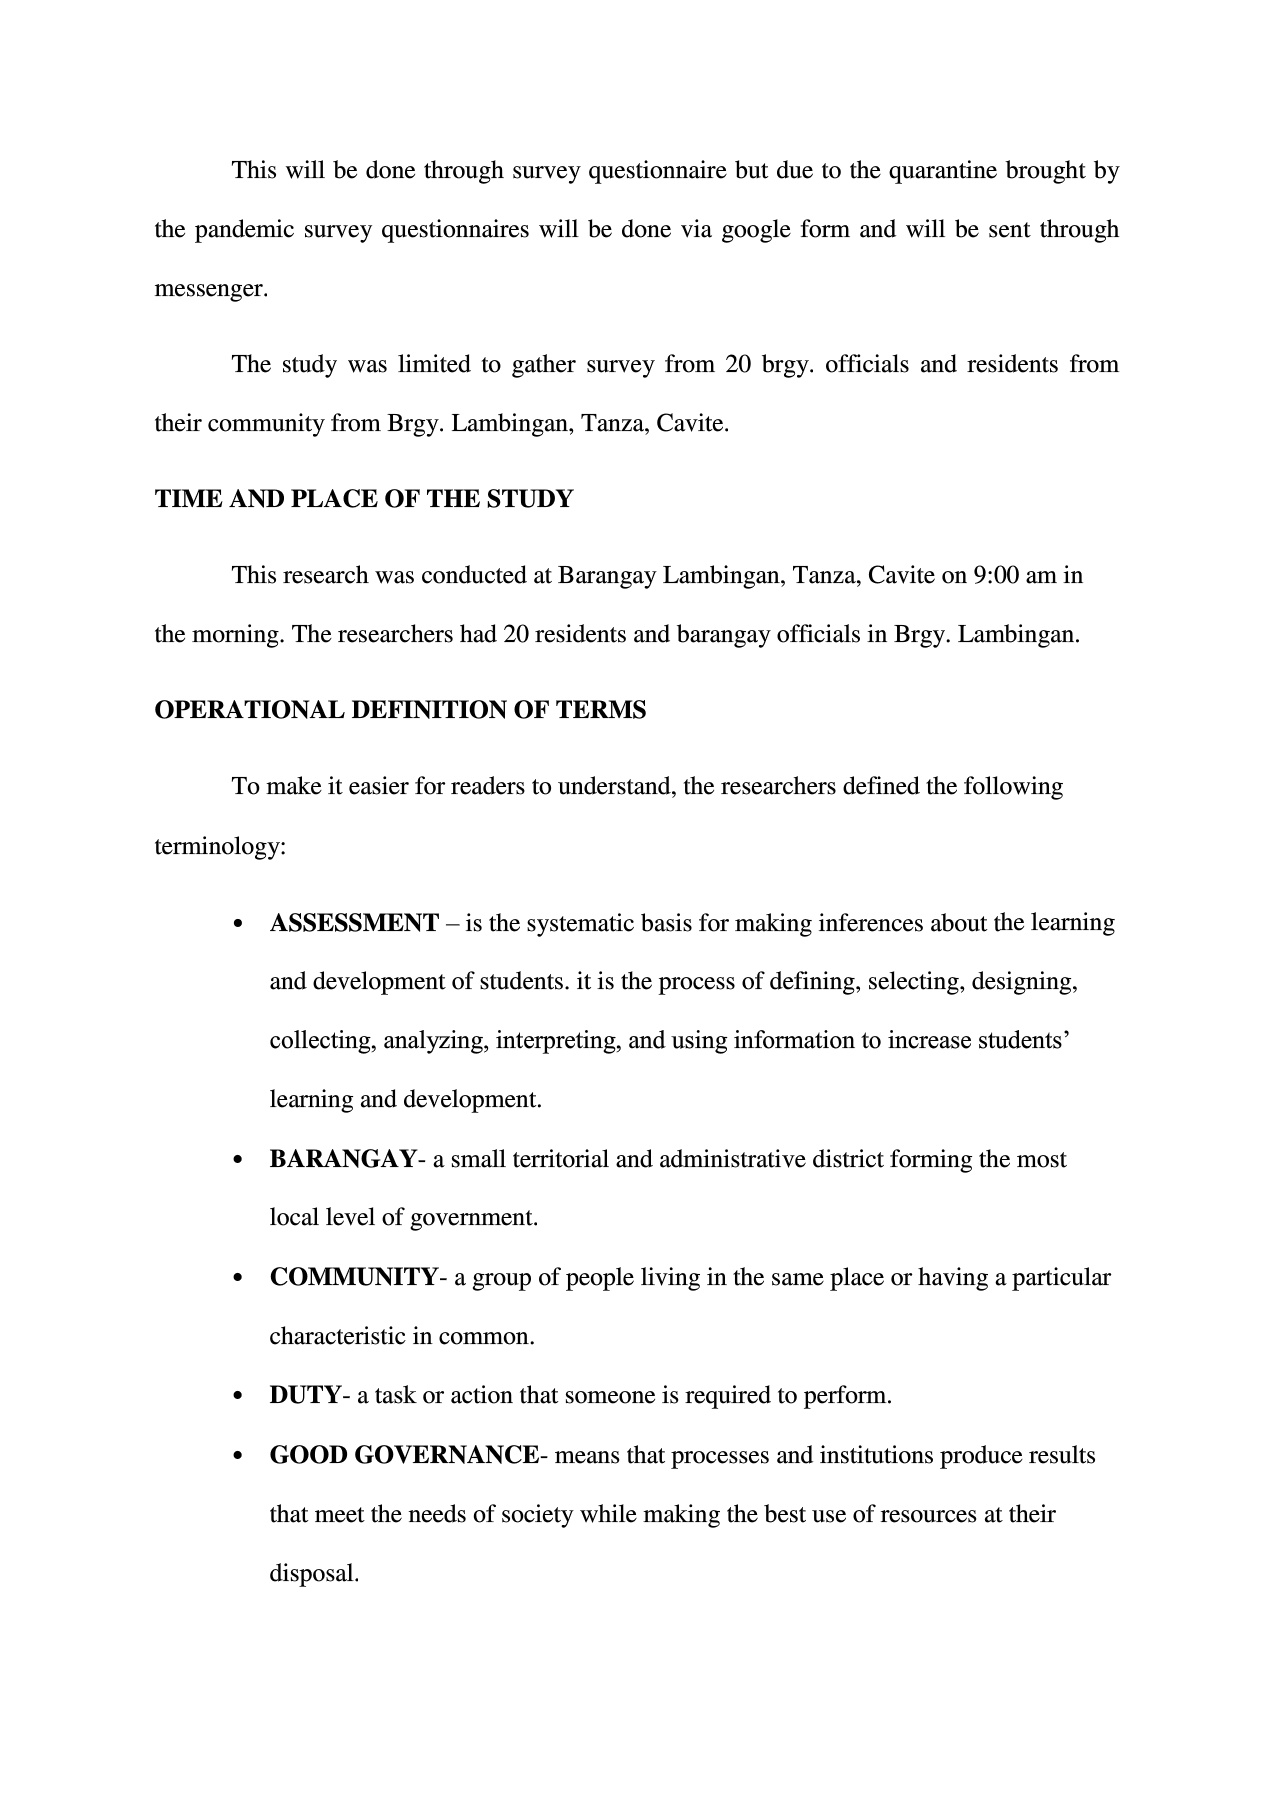 This will be done through survey questionnaire but due to the quarantine brought by
the pandemic survey questionnaires will be done via google form and will be sent through
messenger.
The study was limited to gather survey from 20 brgy. officials and residents from
their community from Brgy. Lambingan, Tanza, Cavite.
TIME AND PLACE OF THE STUDY
This research was conducted at Barangay Lambingan, Tanza, Cavite on 9:00 am in
the morning. The researchers had 20 residents and barangay officials in Brgy. Lambingan.
OPERATIONAL DEFINITION OF TERMS
To make it easier for readers to understand, the researchers defined the following
terminology:
• ASSESSMENT – is the systematic basis for making inferences about the learning
and development of students. it is the process of defining, selecting, designing,
collecting, analyzing, interpreting, and using information to increase students’
learning and development.
• BARANGAY- a small territorial and administrative district forming the most
local level of government.
• COMMUNITY- a group of people living in the same place or having a particular
characteristic in common.
• DUTY- a task or action that someone is required to perform.
• GOOD GOVERNANCE- means that processes and institutions produce results
that meet the needs of society while making the best use of resources at their
disposal.